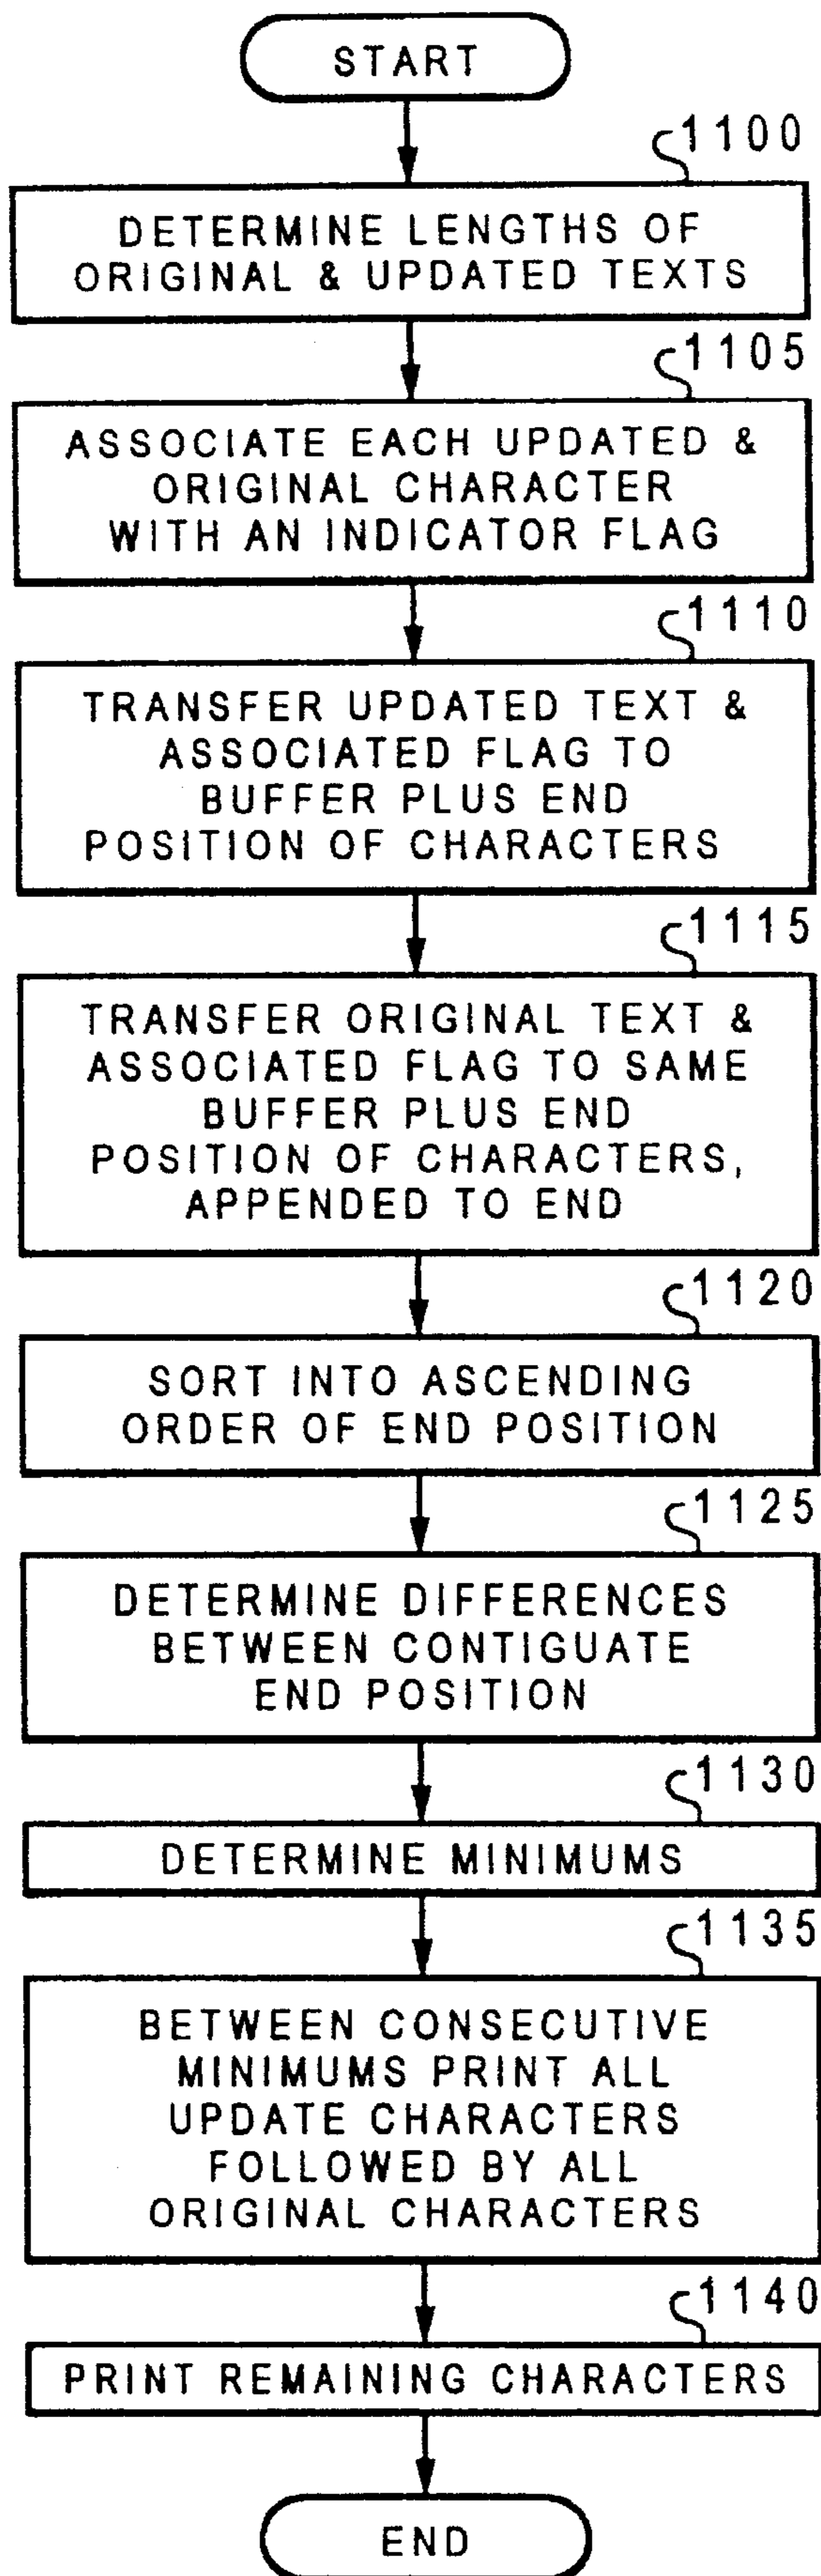 START
1100
DETERMINE LENGTHS OF
ORIGINAL & UPDATED TEXTS
1105
ASSOCIATE EACH UPDATED &
ORIGINAL CHARACTER
WITH AN INDICATOR FLAG
1110
TRANSFER UPDATED TEXT &
ASSOCIATED FLAG TO
BUFFER PLUS END
POSITION OF CHARACTERS
1115
TRANSFER ORIGINAL TEXT &
ASSOCIATED FLAG TO SAME
BUFFER PLUS END
POSITION OF CHARACTERS,
APPENDED TO END
1120
SORT INTO ASCENDING
ORDER OF END POSITION
1125
DETERMINE DIFFERENCES
BETWEEN CONTIGUATE
END POSITION
1130
DETERMINE MINIMUMS
1135
BETWEEN CONSECUTIVE
MINIMUMS PRINT ALL
UPDATE CHARACTERS
FOLLOWED BY ALL
ORIGINAL CHARACTERS
1140
PRINT REMAINING CHARACTERS
END